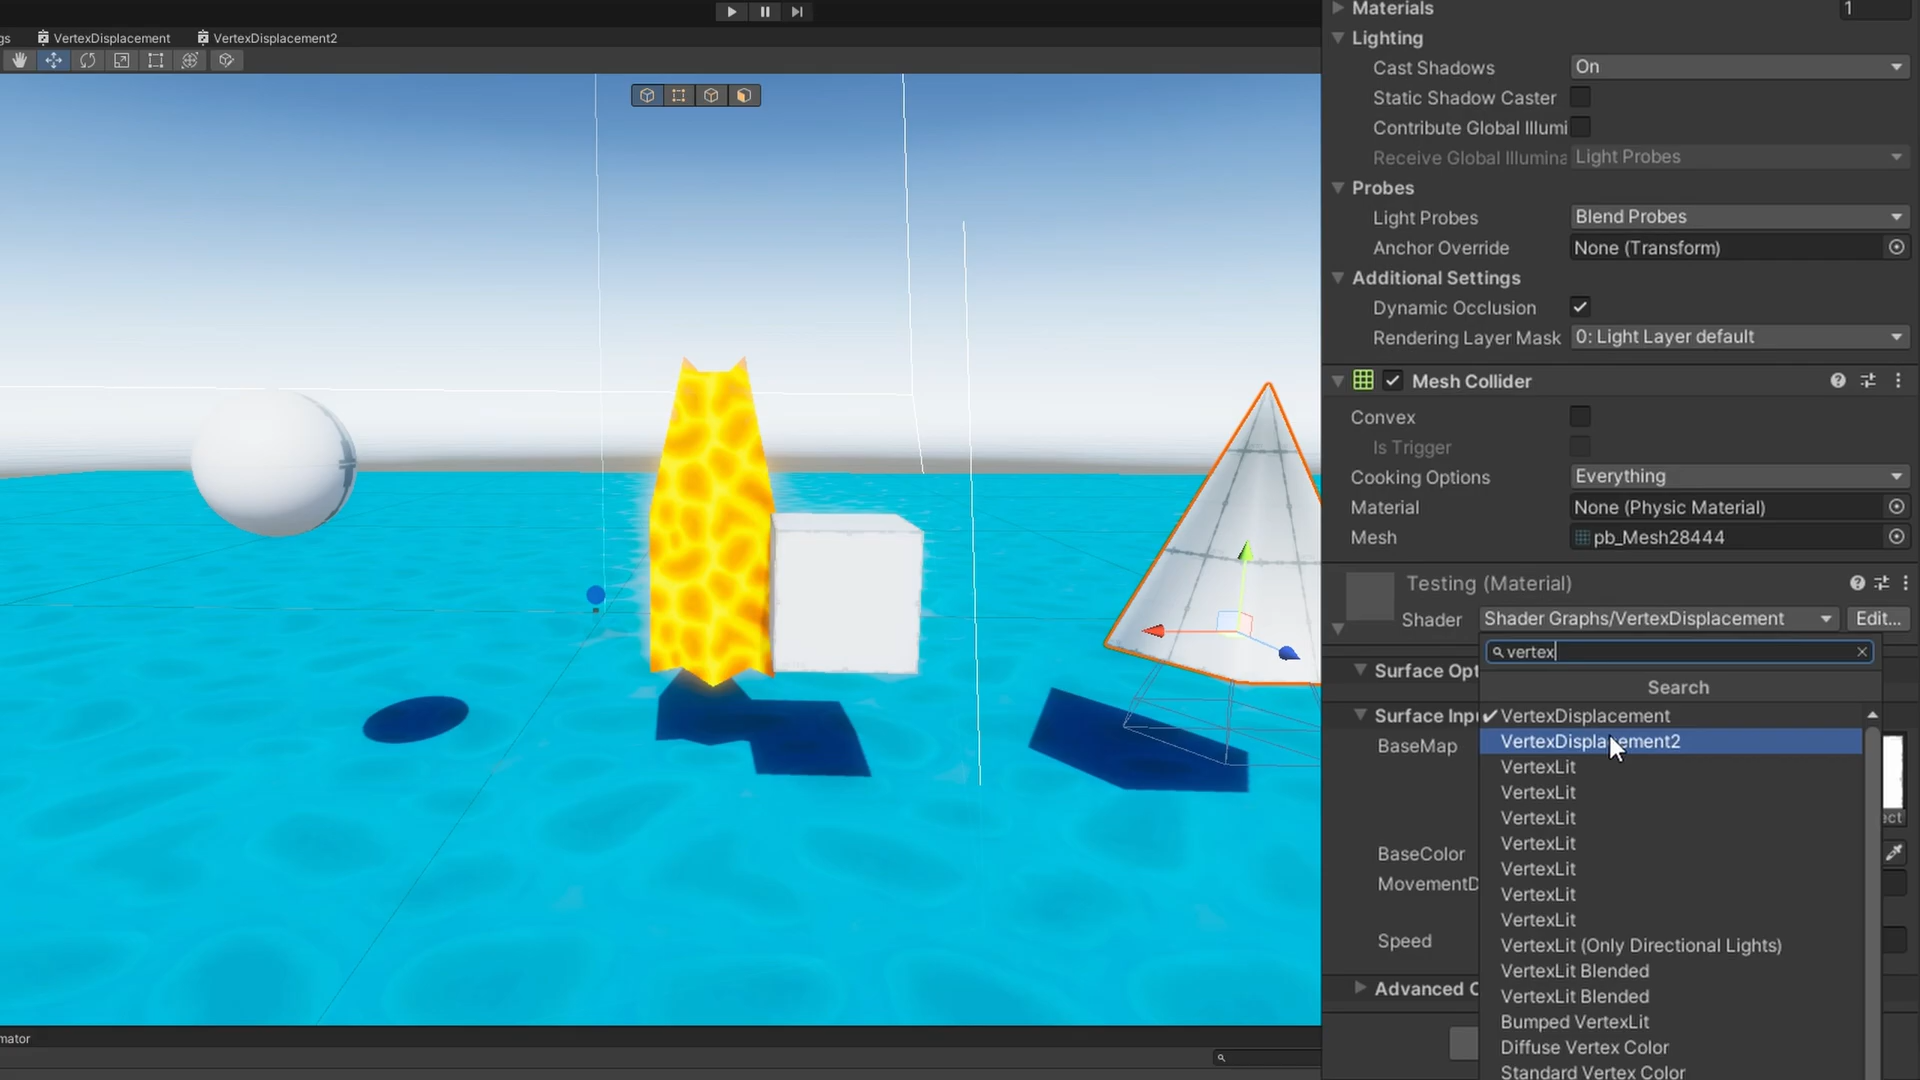 gs VertexDisplacement VertexDisplacement2
Materials 1
Lighting
Cast Shadows On
Static Shadow Caster
Contribute Global Illumi
Receive Global Illumina Light Probes
Probes
Light Probes Blend Probes
Anchor Override None (Transform)
Additional Settings
Dynamic Occlusion
Rendering Layer Mask 0: Light Layer default
Mesh Collider
Convex
Is Trigger
Cooking Options Everything
Material None (Physic Material)
Mesh pb_Mesh28444
Testing (Material)
Shader Shader Graphs/VertexDisplacement Edit...
vertex
Surface Opt
Search
Surface Inpu
VertexDisplacement
BaseMap
VertexDisplacement2
VertexLit
VertexLit
VertexLit
ect
VertexLit
BaseColor
VertexLit
MovementD
VertexLit
VertexLit
Speed
VertexLit (Only Directional Lights)
VertexLit Blended
Advanced O
VertexLit Blended
Bumped VertexLit
mator
Diffuse Vertex Color
Standard Vertex Color